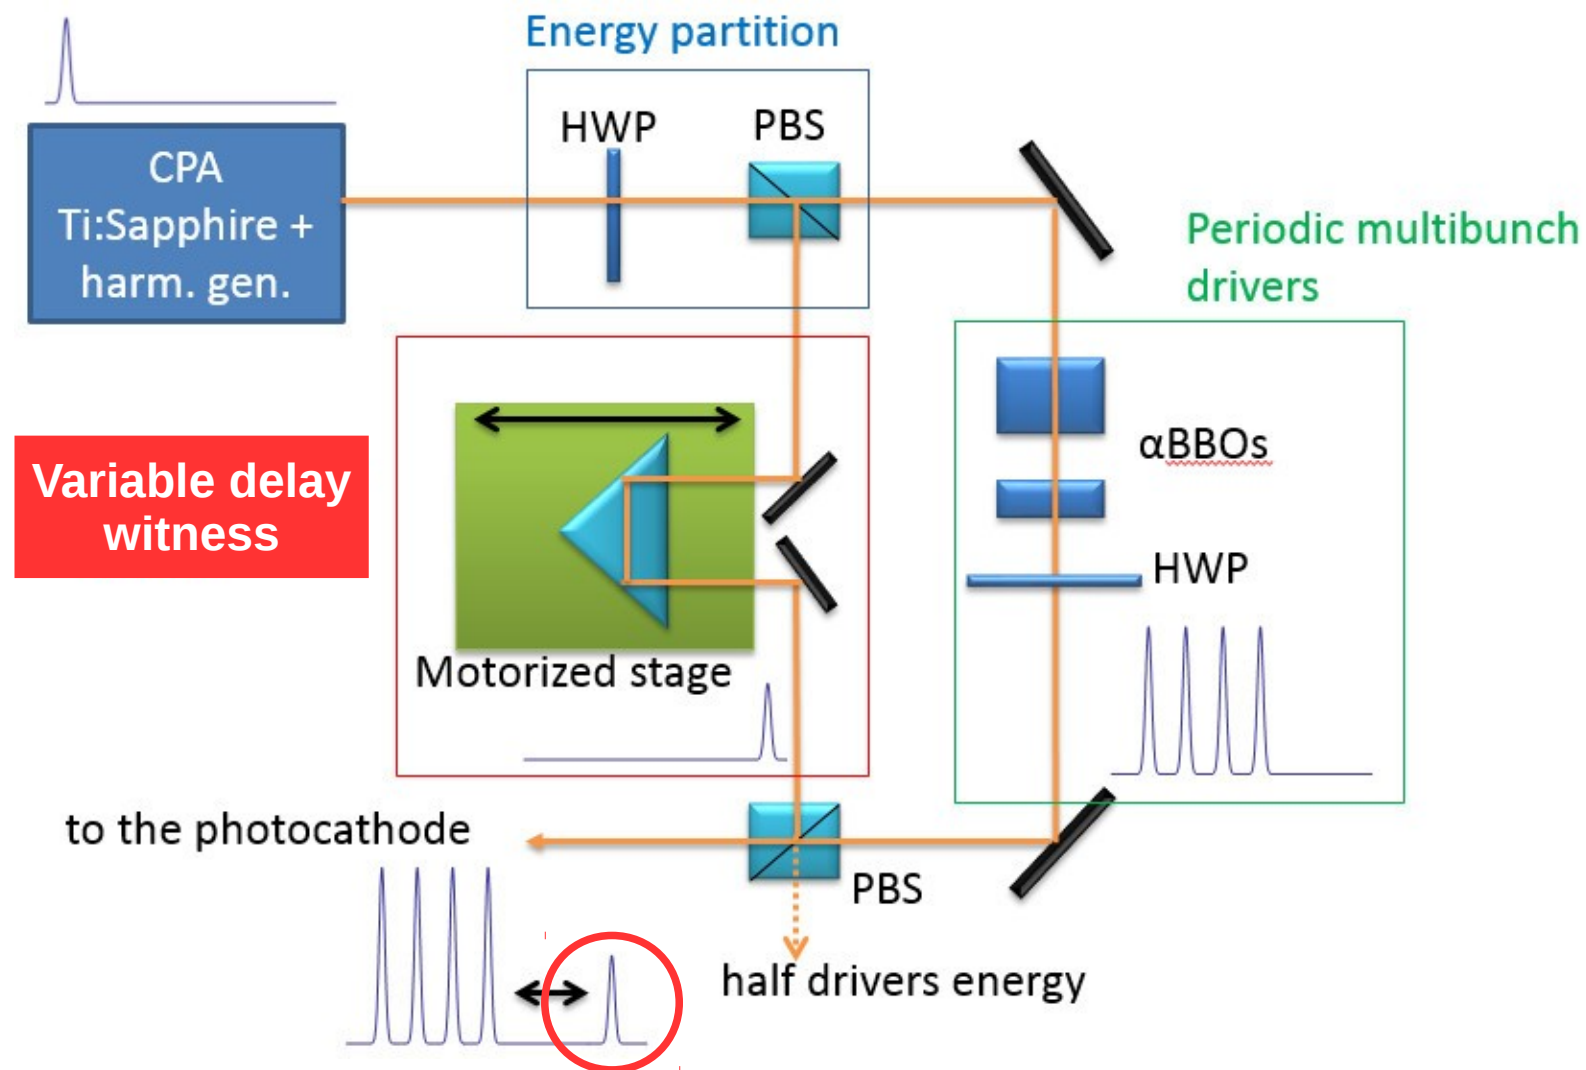 Energy partition
HWP
PBS
CPA
Ti:Sapphire +
harm. gen.
Periodic multibunch
drivers
αBBOs
Variable delay
witness
HWP
Motorized stage
to the photocathode
PBS
half drivers energy